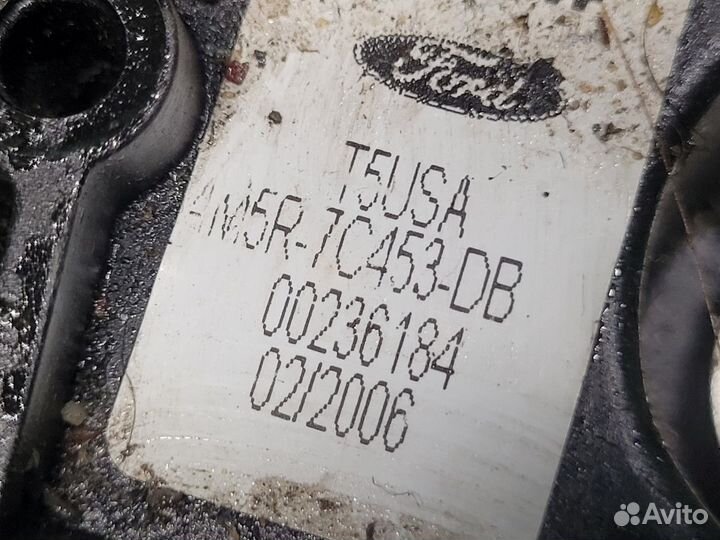 Ford
T5USA
4M5R-7C453-DB
00236184
02/2006
Avito